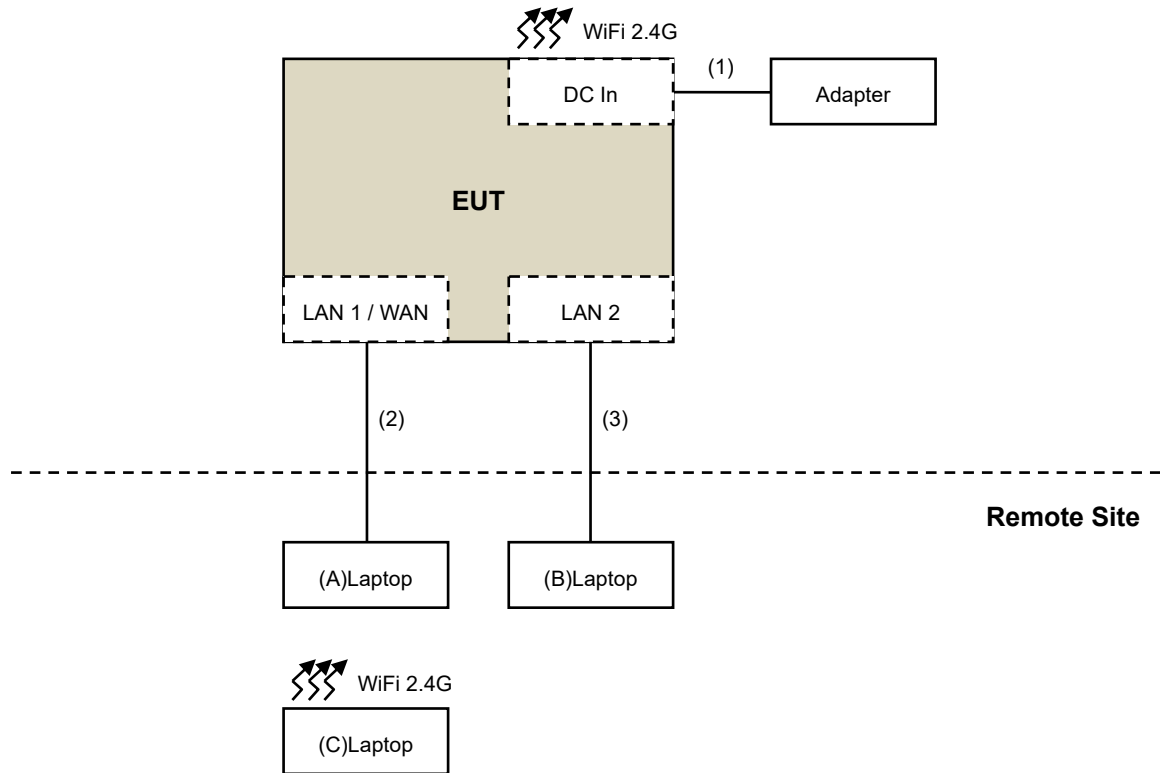 WiFi 2.4G
(1)
DC In
Adapter
EUT
LAN 1 / WAN
LAN 2
(2)
(3)
Remote Site
(A)Laptop
(B)Laptop
WiFi 2.4G
(C)Laptop